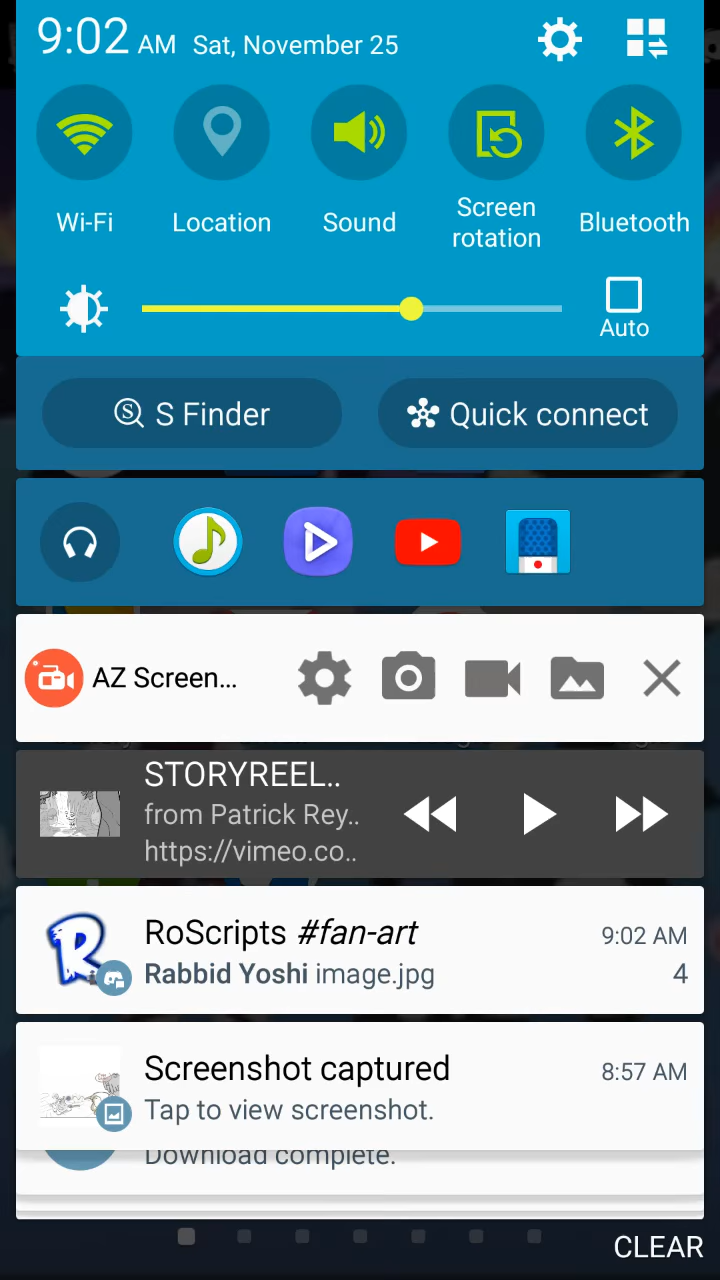 9:02 AM Sat, November 25
Wi-Fi
Location
Sound
Screen
rotation
Bluetooth
Auto
S Finder
Quick connect
AZ Screen...
STORYREEL..
from Patrick Rey..
https://vimeo.co..
RoScripts #fan-art
9:02 AM
Rabbid Yoshi image.jpg
4
Screenshot captured
8:57 AM
Tap to view screenshot.
Download complete.
CLEAR